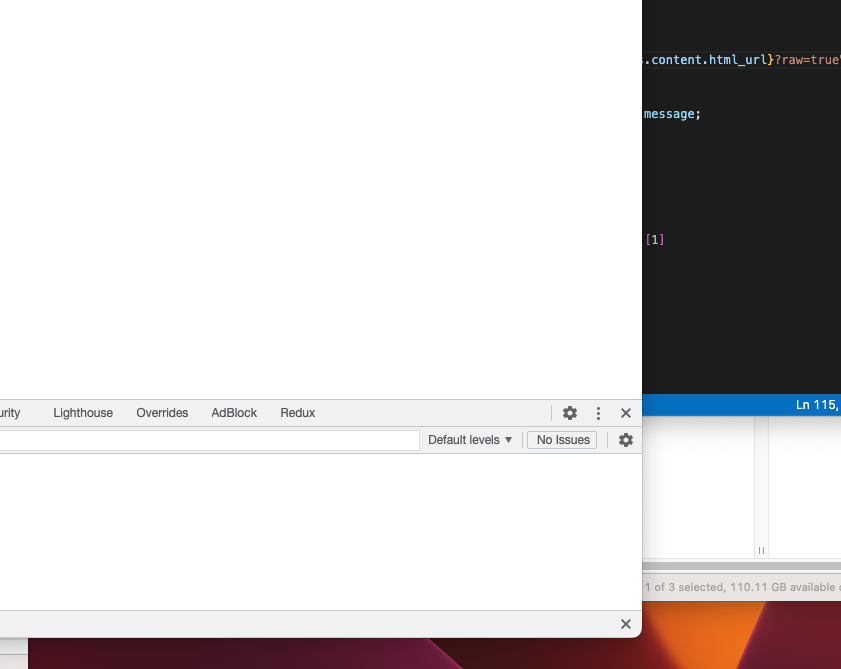 .content.html_url}?raw=true"
message;
[1]
Lighthouse Overrides AdBlock Redux
Ln 115,
Default levels ▼ No Issues
1 of 3 selected, 110.11 GB available